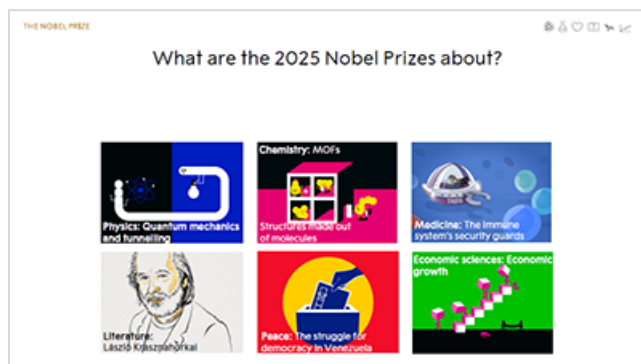 THE NOBEL PRIZE
What are the 2025 Nobel Prizes about?
Physics: Quantum mechanics
and tunnelling
Chemistry: MOFs
Structures made out
of molecules
Medicine: The immune
system's security guards
Literature:
László Krasznahorkai
Peace: The struggle for
democracy in Venezuela
Economic sciences: Economic
growth